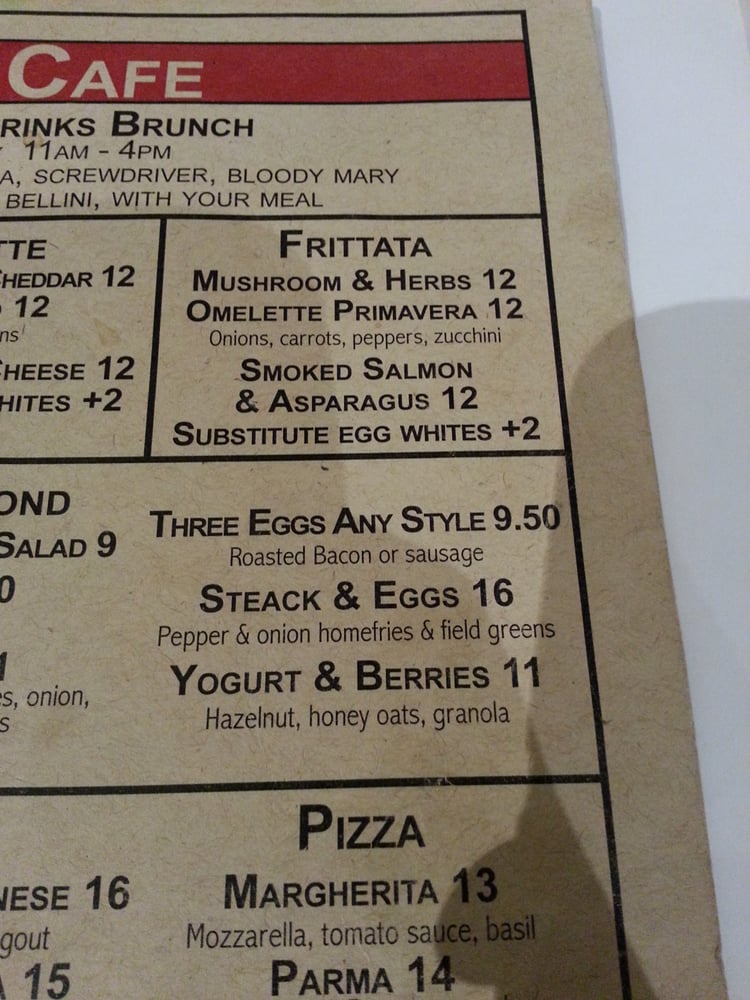 CAFE
RINKS BRUNCH
11AM - 4PM
A, SCREWDRIVER, BLOODY MARY
BELLINI, WITH YOUR MEAL
TTE
HEDDAR 12
12
ns
HEESE 12
HITES +2
FRITTATA
MUSHROOM & HERBS 12
OMELETTE PRIMAVERA 12
Onions, carrots, peppers, zucchini
SMOKED SALMON
& ASPARAGUS 12
SUBSTITUTE EGG WHITES +2
OND
SALAD 9
0
es, onion,
s
THREE EGGS ANY STYLE 9.50
Roasted Bacon or sausage
STEACK & EGGS 16
Pepper & onion homefries & field greens
YOGURT & BERRIES 11
Hazelnut, honey oats, granola
NESE 16
gout
15
PIZZA
MARGHERITA 13
Mozzarella, tomato sauce, basil
PARMA 14